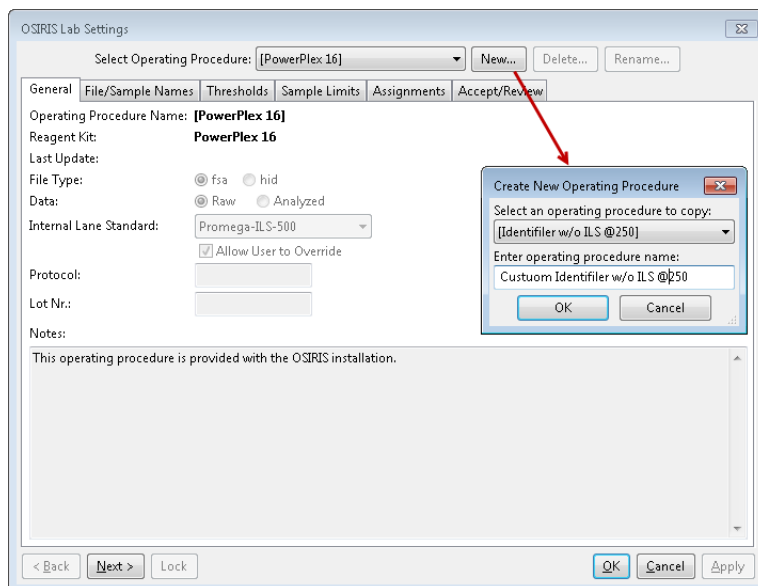 OSIRIS Lab Settings
Select Operating Procedure: [PowerPlex 16] New... Delete... Rename...
General File/Sample Names Thresholds Sample Limits Assignments Accept/Review
Operating Procedure Name: [PowerPlex 16]
Reagent Kit: PowerPlex 16
Last Update:
File Type: fsa hid
Data: Raw Analyzed
Internal Lane Standard: Promega-ILS-500
Allow User to Override
Protocol:
Lot Nr.:
Notes:
This operating procedure is provided with the OSIRIS installation.
Create New Operating Procedure
Select an operating procedure to copy:
[Identifiler w/o ILS @250]
Enter operating procedure name:
Custuom Identifiler w/o ILS @250
OK Cancel
< Back Next > Lock OK Cancel Apply